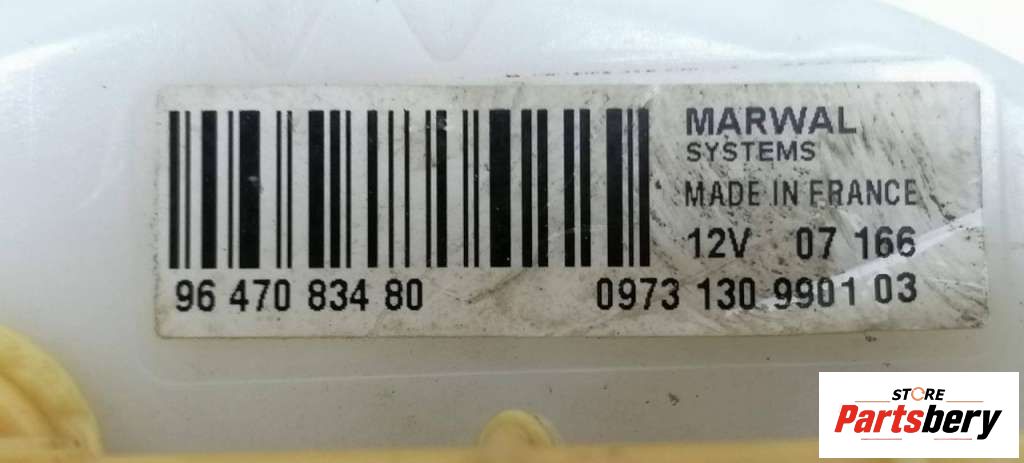 MARWAL
SYSTEMS
MADE IN FRANCE
12V 07 166
96 470 834 80 0973 130 9901 03
STORE
Partsbery